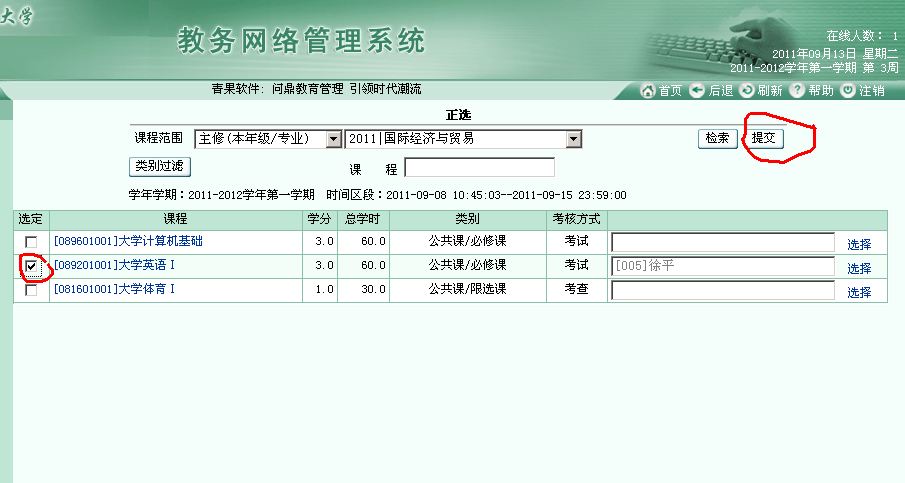 大学
教务网络管理系统
在线人数： 1
2011年09月13日 星期二
2011-2012学年第一学期 第 3周
青果软件: 问鼎教育管理 引领时代潮流
首页 后退 刷新 帮助 注销
正选
课程范围 主修(本年级/专业) 2011|国际经济与贸易 检索 提交
类别过滤 课 程
学年学期：2011-2012学年第一学期 时间区段：2011-09-08 10:45:03--2011-09-15 23:59:00
选定 课程 学分 总学时 类别 考核方式
[089601001]大学计算机基础 3.0 60.0 公共课/必修课 考试 选择
[089201001]大学英语Ⅰ 3.0 60.0 公共课/必修课 考试 [005]徐平 选择
[081601001]大学体育Ⅰ 1.0 30.0 公共课/限选课 考查 选择